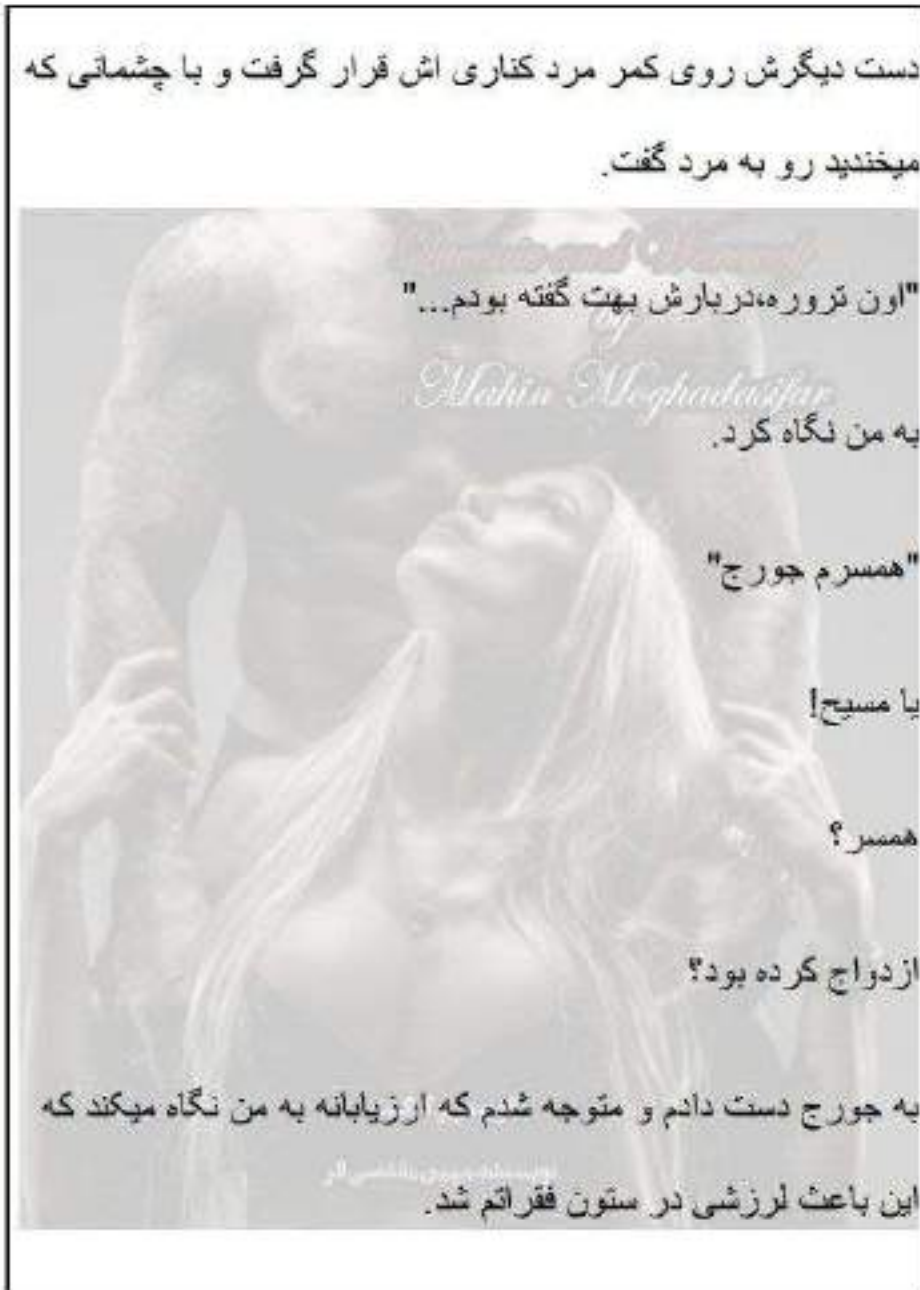 دست دیگرش روی کمر مرد کناری اش قرار گرفت و با چشمانی که
میخندید رو به مرد گفت.
"اون تروره،دربارش بهت گفته بودم..."
by
Mahin Moghadasifar
به من نگاه کرد.
"همسرم جورج"
یا مسیح!
همسر؟
ازدواج کرده بود؟
به جورج دست دادم و متوجه شدم که ارزیابانه به من نگاه میکند که
این باعث لرزشی در ستون فقراتم شد.